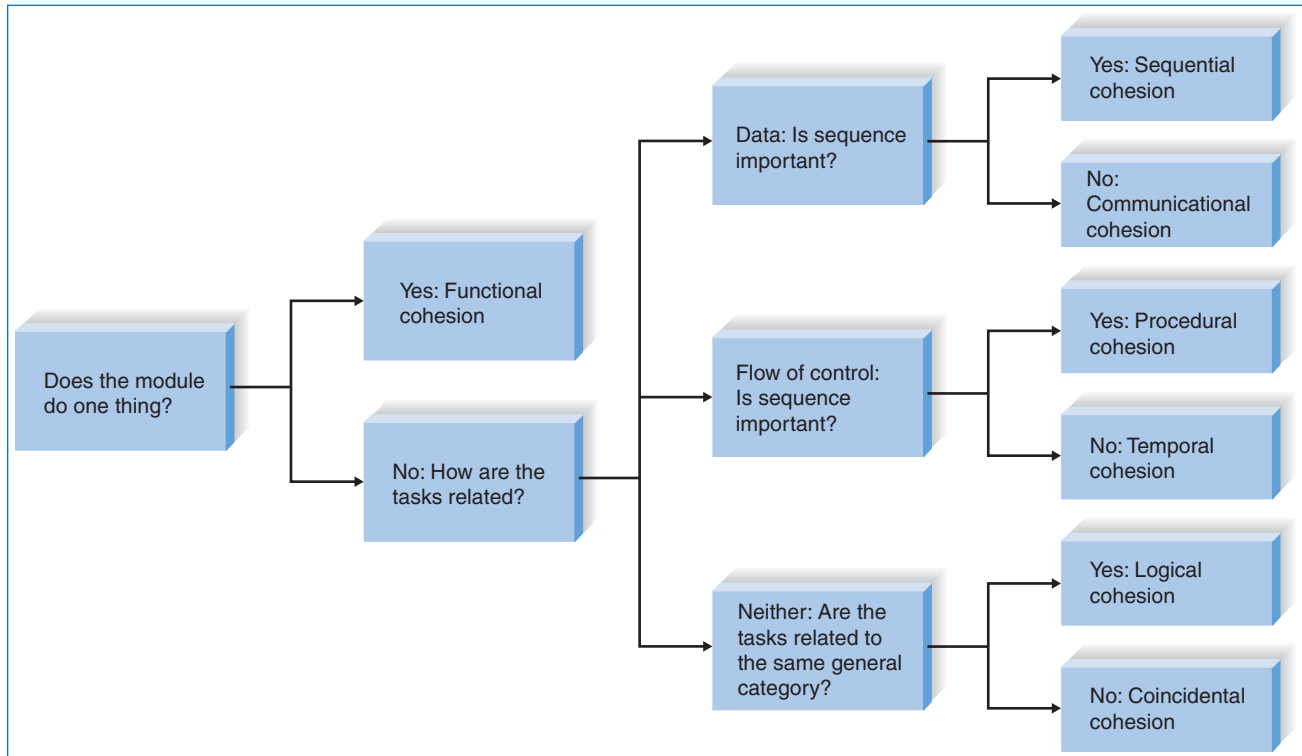 Does the module
do one thing?
Yes: Functional
cohesion
No: How are the
tasks related?
Data: Is sequence
important?
Flow of control:
Is sequence
important?
Neither: Are the
tasks related to
the same general
category?
Yes: Sequential
cohesion
No:
Communicational
cohesion
Yes: Procedural
cohesion
No: Temporal
cohesion
Yes: Logical
cohesion
No: Coincidental
cohesion